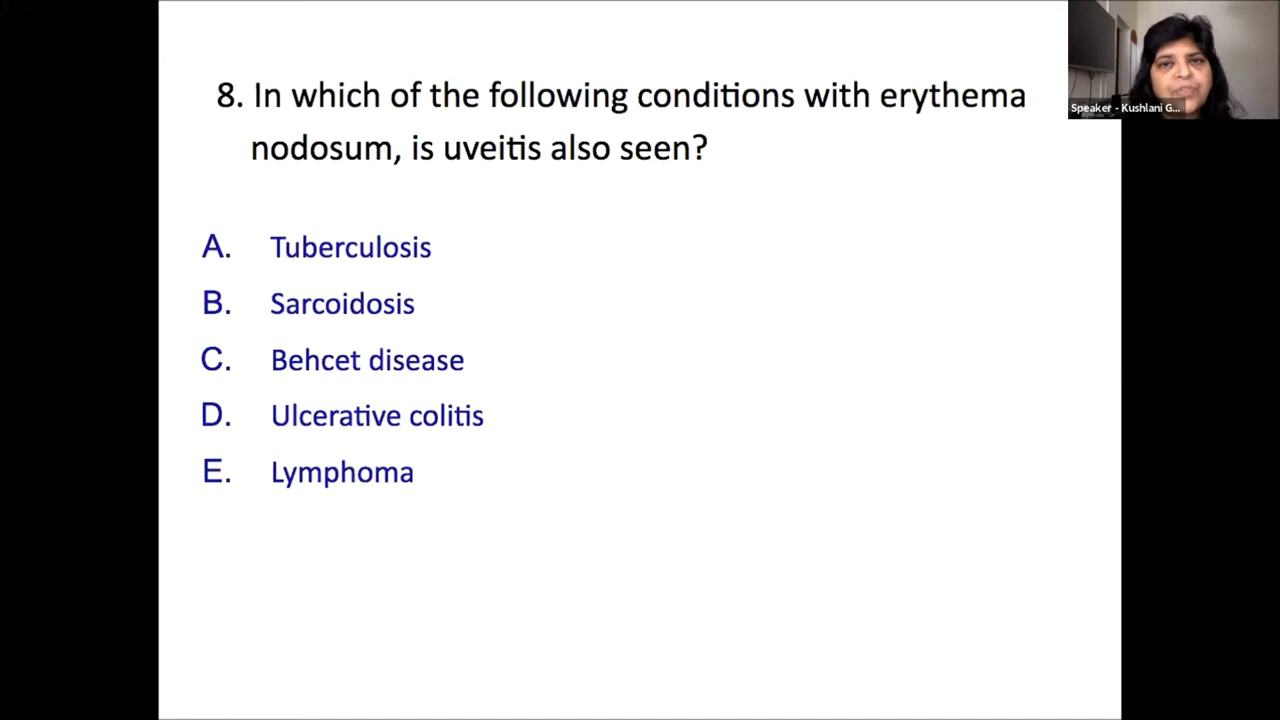 8. In which of the following conditions with erythema
nodosum, is uveitis also seen?
A. Tuberculosis
B. Sarcoidosis
C. Behcet disease
D. Ulcerative colitis
E. Lymphoma
Speaker - Kushlani G...